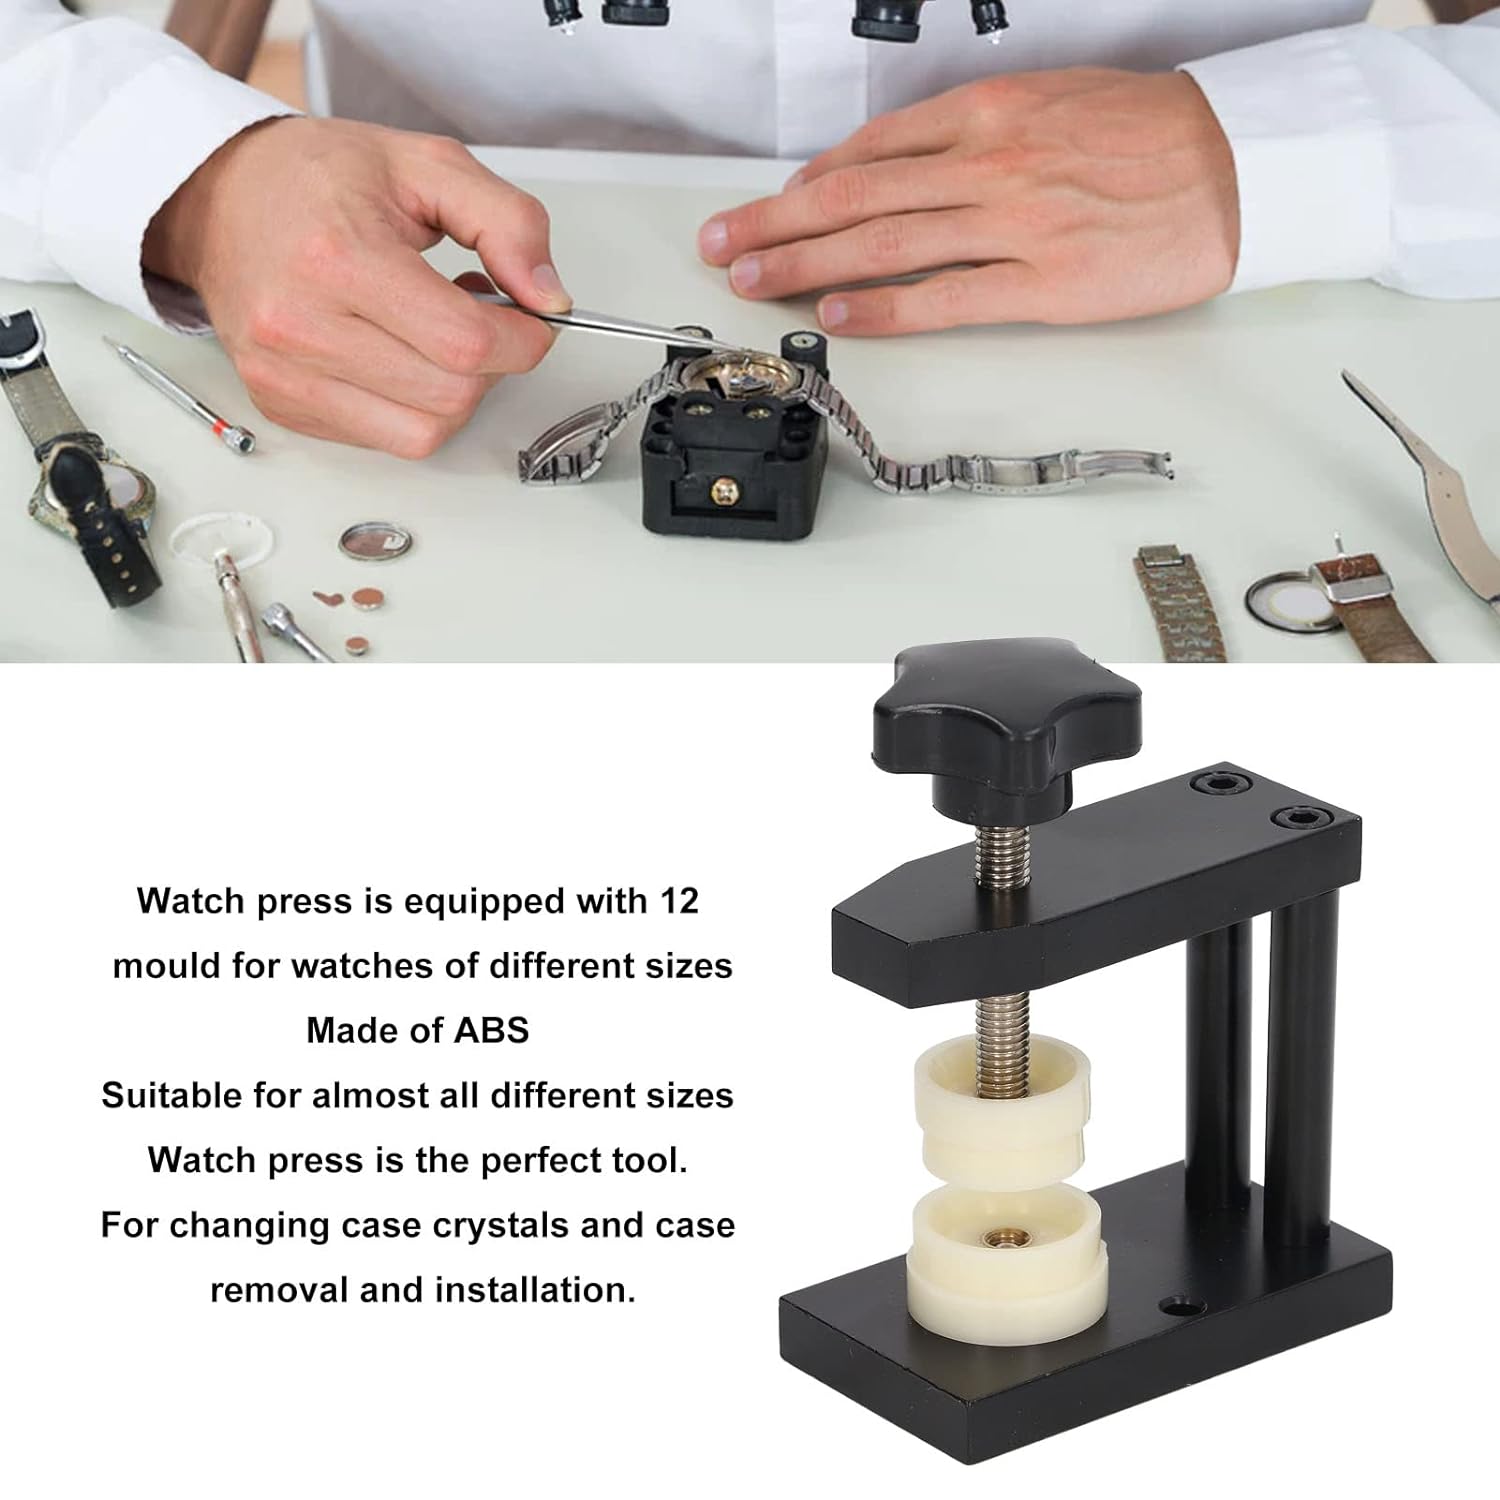 Watch press is equipped with 12
mould for watches of different sizes
Made of ABS
Suitable for almost all different sizes
Watch press is the perfect tool.
For changing case crystals and case
removal and installation.